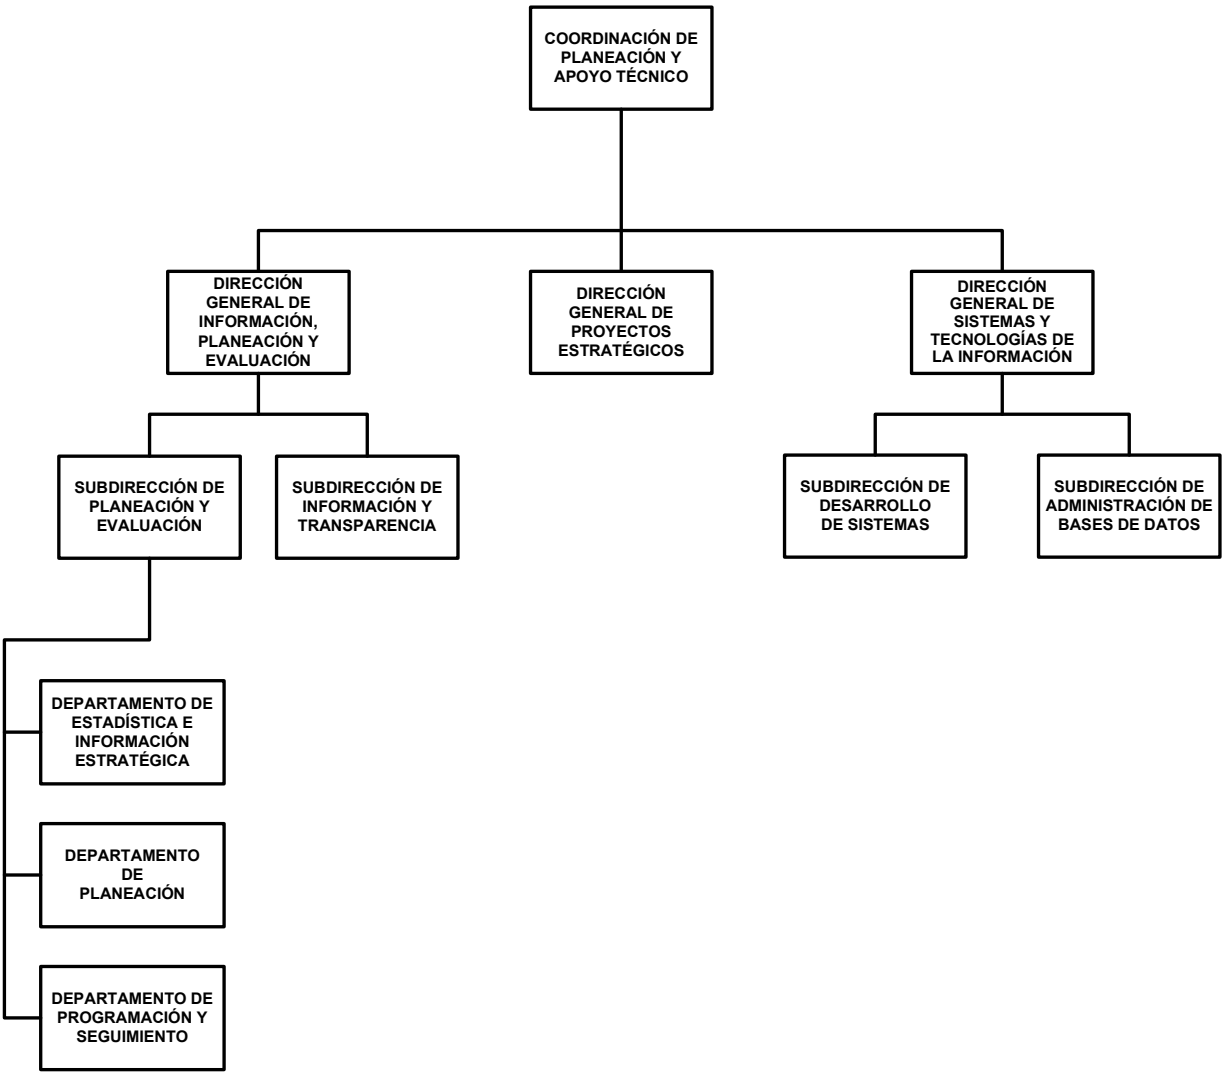 COORDINACIÓN DE
PLANEACIÓN Y
APOYO TÉCNICO
DIRECCIÓN
GENERAL DE
INFORMACIÓN,
PLANEACIÓN Y
EVALUACIÓN
DIRECCIÓN
GENERAL DE
PROYECTOS
ESTRATÉGICOS
DIRECCIÓN
GENERAL DE
SISTEMAS Y
TECNOLOGÍAS DE
LA INFORMACIÓN
SUBDIRECCIÓN DE
PLANEACIÓN Y
EVALUACIÓN
SUBDIRECCIÓN DE
INFORMACIÓN Y
TRANSPARENCIA
SUBDIRECCIÓN DE
DESARROLLO
DE SISTEMAS
SUBDIRECCIÓN DE
ADMINISTRACIÓN DE
BASES DE DATOS
DEPARTAMENTO DE
ESTADÍSTICA E
INFORMACIÓN
ESTRATÉGICA
DEPARTAMENTO
DE
PLANEACIÓN
DEPARTAMENTO DE
PROGRAMACIÓN Y
SEGUIMIENTO